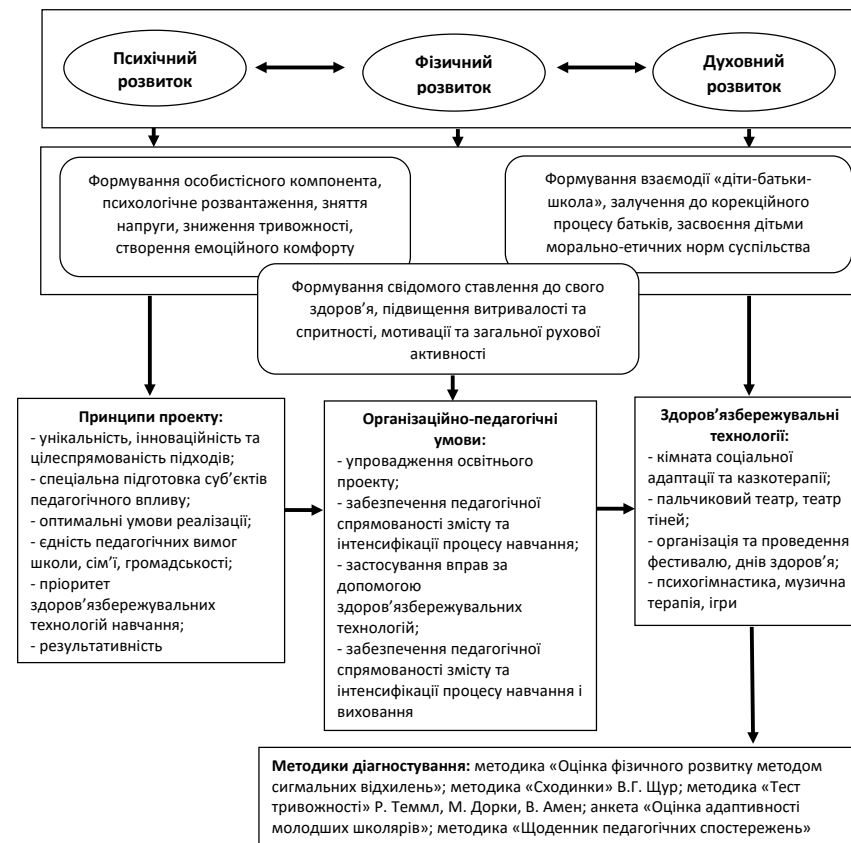 Психічний
розвиток
Фізичний
розвиток
Духовний
розвиток
Формування особистісного компонента,
психологічне розвантаження, зняття
напруги, зниження тривожності,
створення емоційного комфорту
Формування взаємодії «діти-батьки-
школа», залучення до корекційного
процесу батьків, засвоєння дітьми
морально-етичних норм суспільства
Формування свідомого ставлення до свого
здоров’я, підвищення витривалості та
спритності, мотивації та загальної рухової
активності
Принципи проекту:
- унікальність, інноваційність та
цілеспрямованість підходів;
- спеціальна підготовка суб’єктів
педагогічного впливу;
- оптимальні умови реалізації;
- єдність педагогічних вимог
школи, сім’ї, громадськості;
- пріоритет
здоров’язбережувальних
технологій навчання;
- результативність
Організаційно-педагогічні
умови:
- упровадження освітнього
проекту;
- забезпечення педагогічної
спрямованості змісту та
інтенсифікації процесу навчання;
- застосування вправ за
допомогою
здоров’язбережувальних
технологій;
- забезпечення педагогічної
спрямованості змісту та
інтенсифікації процесу навчання і
виховання
Здоров’язбережувальні
технології:
- кімната соціальної
адаптації та казкотерапії;
- пальчиковий театр, театр
тіней;
- організація та проведення
фестивалю, днів здоров’я;
- психогімнастика, музична
терапія, ігри
Методики діагностування: методика «Оцінка фізичного розвитку методом
сигмальних відхилень»; методика «Сходинки» В.Г. Щур; методика «Тест
тривожності» Р. Теммл, М. Дорки, В. Амен; анкета «Оцінка адаптивності
молодших школярів»; методика «Щоденник педагогічних спостережень»